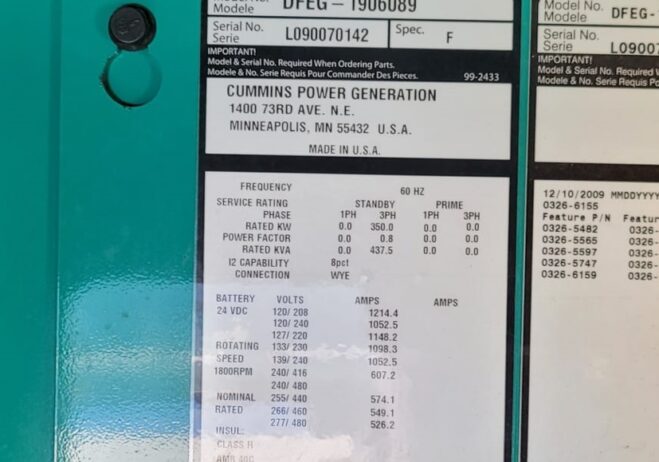 Modele DFEG – 1906089
Serial No. L090070142 Spec. F
Serie
IMPORTANT!
Model & Serial No. Required When Ordering Parts.
Modele & No. Serie Requis Pour Commander Des Pieces. 99-2433
CUMMINS POWER GENERATION
1400 73RD AVE. N.E.
MINNEAPOLIS, MN 55432 U.S.A.
MADE IN U.S.A.
FREQUENCY 60 HZ
SERVICE RATING STANDBY PRIME
PHASE 1PH 3PH 1PH 3PH
RATED KW 0.0 350.0 0.0 0.0
POWER FACTOR 0.0 0.8 0.0 0.0
RATED KVA 0.0 437.5 0.0 0.0
I2 CAPABILITY 8pct
CONNECTION WYE
BATTERY VOLTS AMPS AMPS
24 VDC 120/ 208 1214.4
120/ 240 1052.5
127/ 220 1148.2
ROTATING 133/ 230 1098.3
SPEED 139/ 240 1052.5
1800RPM 240/ 416 607.2
240/ 480
NOMINAL 255/ 440 574.1
RATED 266/ 460 549.1
277/ 480 526.2
INSUL:
CLASS H
AMB 40C
Model No.
Modele DFEG -
Serial No.
Serie L09007
IMPORTANT!
Model & Serial No. Required
Modele & No. Serie Requis Po
12/10/2009 MMDDYYYY
0326-6155
Feature P/N Featur
0326-5482 0326-
0326-5565 0326-
0326-5597 0326-
0326-5747 0326-
0326-6159 0326-